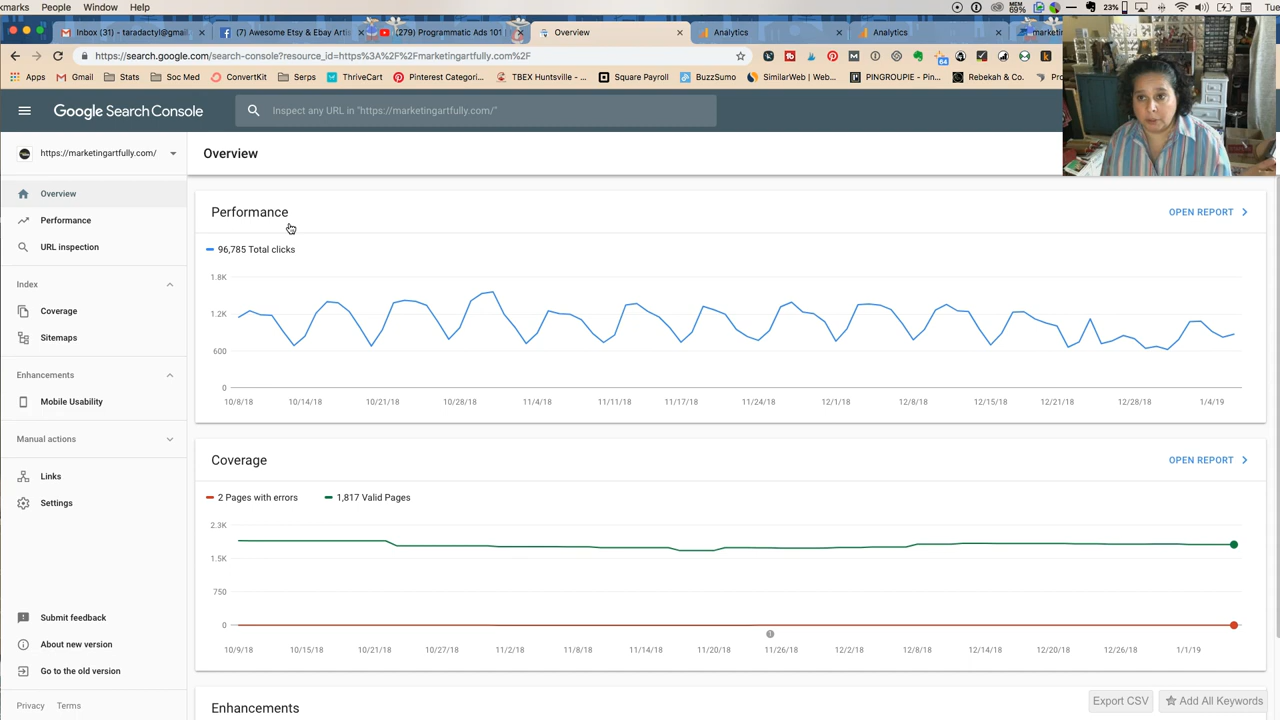 rmarks People Window Help
MEM 69% 23% Tue
Inbox (31) - taradactyl@gmail
(7) Awesome Etsy & Ebay Artis
(279) Programmatic Ads 101
Overview
Analytics
Analytics
marketin
https://search.google.com/search-console?resource_id=https%3A%2F%2Fmarketingartfully.com%2F
64
Apps Gmail Stats Soc Med ConvertKit Serps ThriveCart Pinterest Categori... TBEX Huntsville - ... Square Payroll BuzzSumo SimilarWeb | Web... PINGROUPIE - Pin... Rebekah & Co. Pro
Google Search Console
Inspect any URL in "https://marketingartfully.com/"
https://marketingartfully.com/
Overview
Overview
Performance
URL inspection
Index
Coverage
Sitemaps
Enhancements
Mobile Usability
Manual actions
Links
Settings
Submit feedback
About new version
Go to the old version
Privacy Terms
Performance
OPEN REPORT
96,785 Total clicks
1.8K
1.2K
600
0
10/8/18 10/14/18 10/21/18 10/28/18 11/4/18 11/11/18 11/17/18 11/24/18 12/1/18 12/8/18 12/15/18 12/21/18 12/28/18 1/4/19
Coverage
OPEN REPORT
2 Pages with errors 1,817 Valid Pages
2.3K
1.5K
750
0
1
10/9/18 10/15/18 10/21/18 10/27/18 11/2/18 11/8/18 11/14/18 11/20/18 11/26/18 12/2/18 12/8/18 12/14/18 12/20/18 12/26/18 1/1/19
Enhancements
Export CSV
Add All Keywords